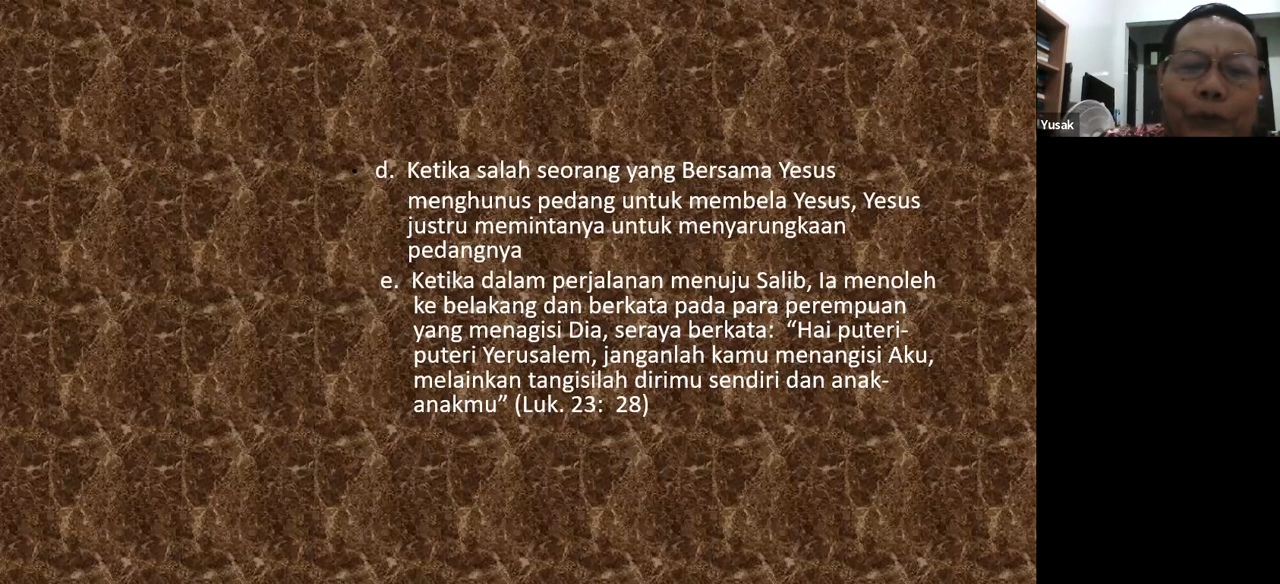 d. Ketika salah seorang yang Bersama Yesus
menghunus pedang untuk membela Yesus, Yesus
justru memintanya untuk menyarungkaan
pedangnya
e. Ketika dalam perjalanan menuju Salib, Ia menoleh
ke belakang dan berkata pada para perempuan
yang menagisi Dia, seraya berkata: “Hai puteri-
puteri Yerusalem, janganlah kamu menangisi Aku,
melainkan tangisilah dirimu sendiri dan anak-
anakmu” (Luk. 23: 28)
Yusak